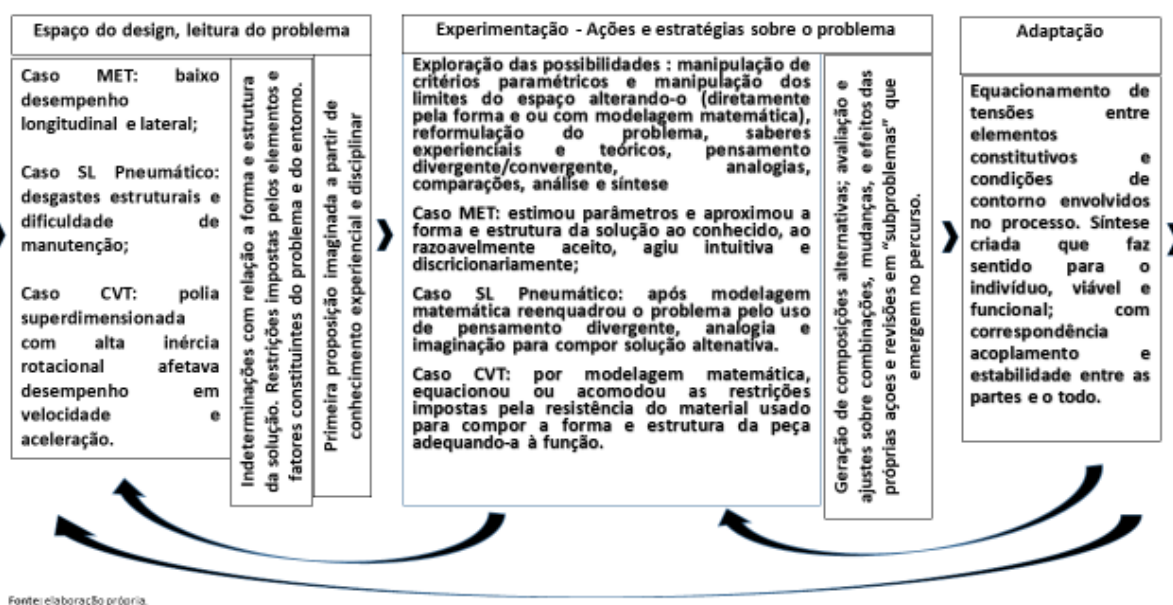 Espaço do design, leitura do problema
Caso MET: baixo
desempenho
longitudinal e lateral;
Caso SL Pneumático:
desgastes estruturais e
dificuldade de
manutenção;
Caso CVT: polia
superdimensionada
com alta inércia
rotacional afetava
desempenho em
velocidade e
aceleração.
Indeterminações com relação a forma e estrutura
da solução. Restrições impostas pelos elementos e
fatores constituintes do problema e do entorno.
Primeira proposição imaginada a partir de
conhecimento experiencial e disciplinar
Experimentação - Ações e estratégias sobre o problema
Exploração das possibilidades : manipulação de
critérios paramétricos e manipulação dos
limites do espaço alterando-o (diretamente
pela forma e ou com modelagem matemática),
reformulação do problema, saberes
experienciais e teóricos, pensamento
divergente/convergente, analogias,
comparações, análise e síntese
Caso MET: estimou parâmetros e aproximou a
forma e estrutura da solução ao conhecido, ao
razoavelmente aceito, agiu intuitiva e
discricionariamente;
Caso SL Pneumático: após modelagem
matemática reenquadrou o problema pelo uso
de pensamento divergente, analogia e
imaginação para compor solução altenativa.
Caso CVT: por modelagem matemática,
equacionou ou acomodou as restrições
impostas pela resistência do material usado
para compor a forma e estrutura da peça
adequando-a à função.
Geração de composições alternativas; avaliação e
ajustes sobre combinações, mudanças, e efeitos das
próprias açoes e revisões em “subproblemas” que
emergem no percurso.
Adaptação
Equacionamento de
tensões entre
elementos
constitutivos e
condições de
contorno envolvidos
no processo. Síntese
criada que faz
sentido para o
indivíduo, viável e
funcional; com
correspondência
acoplamento e
estabilidade entre as
partes e o todo.
Fonte: elaboração própria.